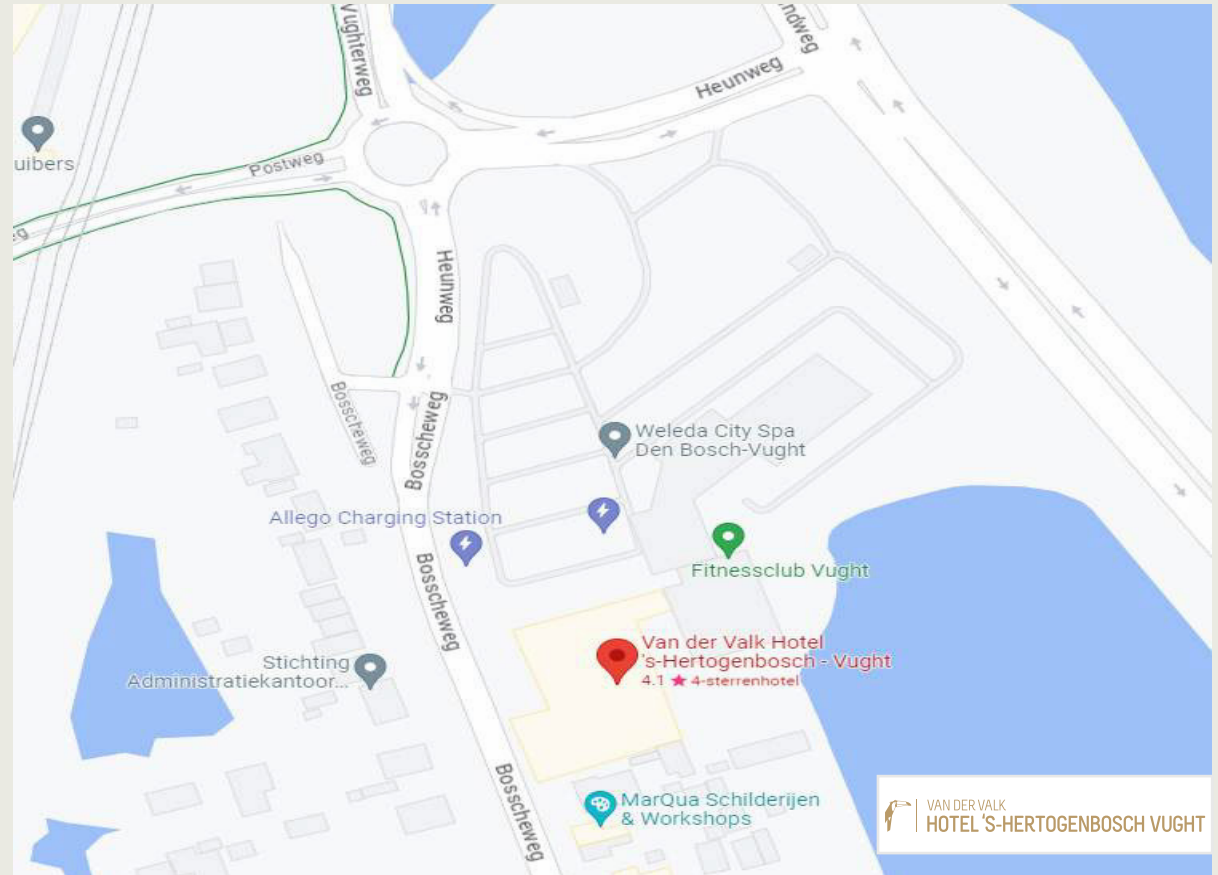 Vughterweg
ndweg
Heunweg
uibers
Postweg
Heunweg
Bosscheweg
Bosscheweg
Weleda City Spa
Den Bosch-Vught
Allego Charging Station
Fitnessclub Vught
Bosscheweg
Van der Valk Hotel
's-Hertogenbosch - Vught
4.1 ★ 4-sterrenhotel
Stichting
Administratiekantoor...
Bosscheweg
MarQua Schilderijen
& Workshops
VAN DER VALK
HOTEL 'S-HERTOGENBOSCH VUGHT